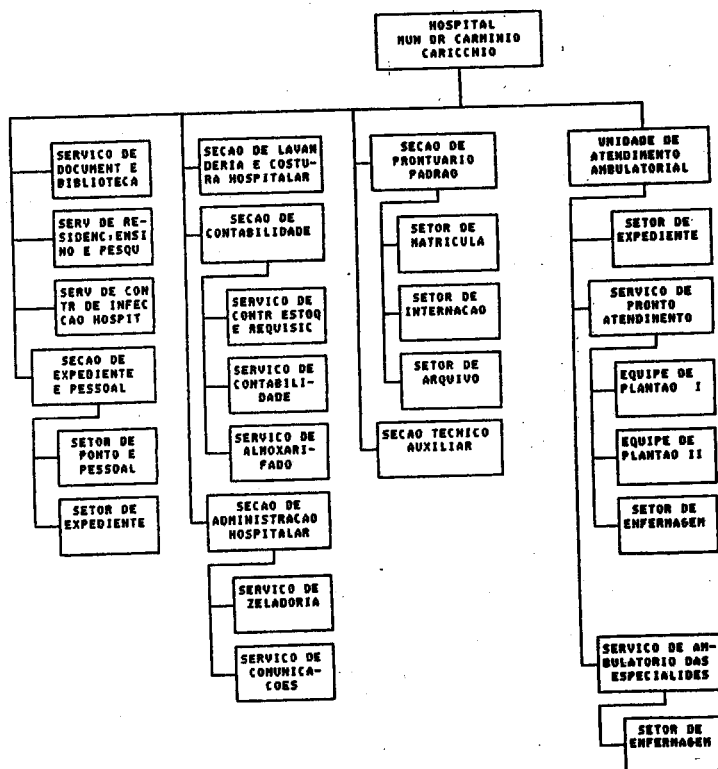 HOSPITAL
MUN DR CARMINIO
CARICCHIO
SERVICO DE
DOCUMENT E
BIBLIOTECA
SERV DE RE-
SIDENC,ENSI
NO E PESQU
SERV DE CON
TR DE INFEC
CAO HOSPIT
SECAO DE
EXPEDIENTE
E PESSOAL
SETOR DE
PONTO E
PESSOAL
SETOR DE
EXPEDIENTE
SECAO DE LAVAN
DERIA E COSTU-
RA HOSPITALAR
SECAO DE
CONTABILIDADE
SERVICO DE
CONTR ESTOQ
E REQUISIC
SERVICO DE
CONTABILI-
DADE
SERVICO DE
ALMOXARI-
FADO
SECAO DE
ADMINISTRACAO
HOSPITALAR
SERVICO DE
ZELADORIA
SERVICO DE
COMUNICA-
COES
SECAO DE
PRONTUARIO
PADRAO
SETOR DE
MATRICULA
SETOR DE
INTERNACAO
SETOR DE
ARQUIVO
SECAO TECNICO
AUXILIAR
UNIDADE DE
ATENDIMENTO
AMBULATORIAL
SETOR DE
EXPEDIENTE
SERVICO DE
PRONTO
ATENDIMENTO
EQUIPE DE
PLANTAO I
EQUIPE DE
PLANTAO II
SETOR DE
ENFERMAGEM
SERVICO DE AM-
BULATORIO DAS
ESPECIALIDES
SETOR DE
ENFERMAGEM